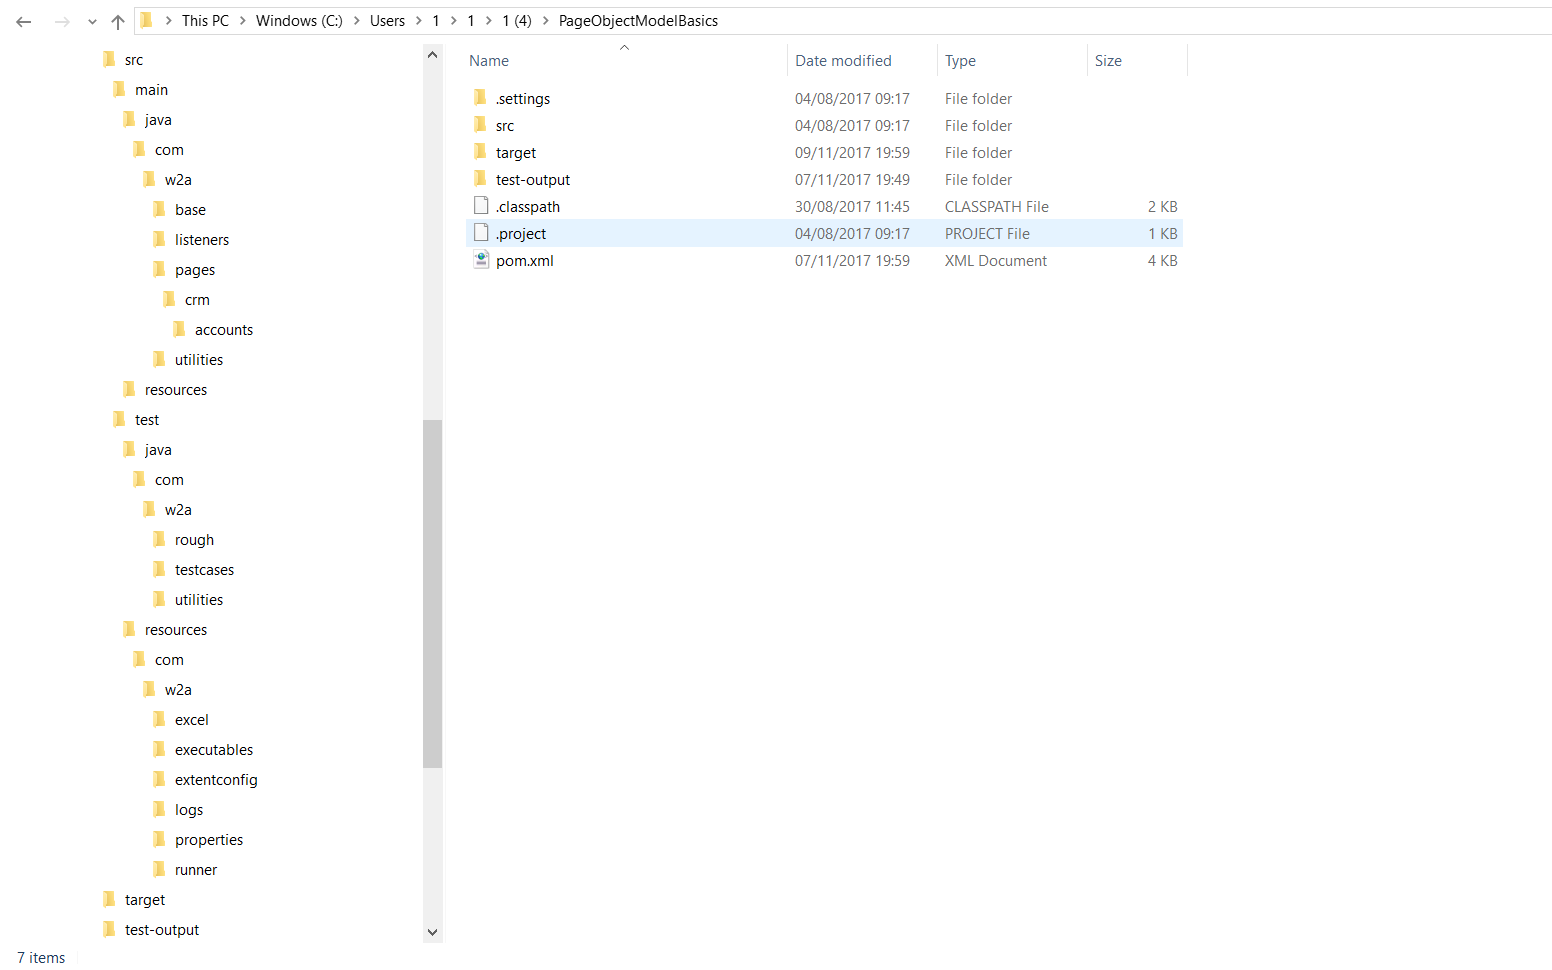 This PC > Windows (C:) > Users > 1 > 1 > 1 (4) > PageObjectModelBasics
src
main
java
com
w2a
base
listeners
pages
crm
accounts
utilities
resources
test
java
com
w2a
rough
testcases
utilities
resources
com
w2a
excel
executables
extentconfig
logs
properties
runner
target
test-output
Name Date modified Type Size
.settings 04/08/2017 09:17 File folder
src 04/08/2017 09:17 File folder
target 09/11/2017 19:59 File folder
test-output 07/11/2017 19:49 File folder
.classpath 30/08/2017 11:45 CLASSPATH File 2 KB
.project 04/08/2017 09:17 PROJECT File 1 KB
pom.xml 07/11/2017 19:59 XML Document 4 KB
7 items